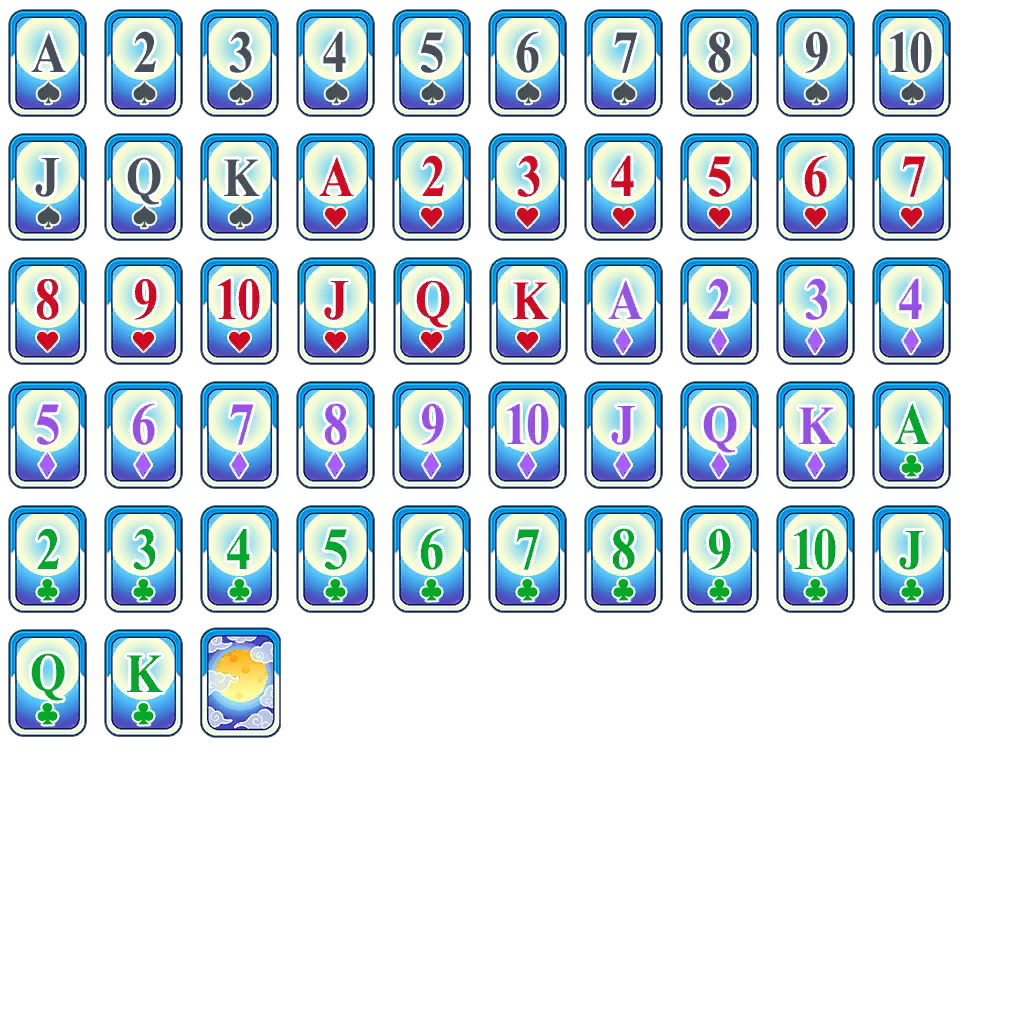 A 2 3 4 5 6 7 8 9 10
J Q K A 2 3 4 5 6 7
8 9 10 J Q K A 2 3 4
5 6 7 8 9 10 J Q K A
2 3 4 5 6 7 8 9 10 J
Q K